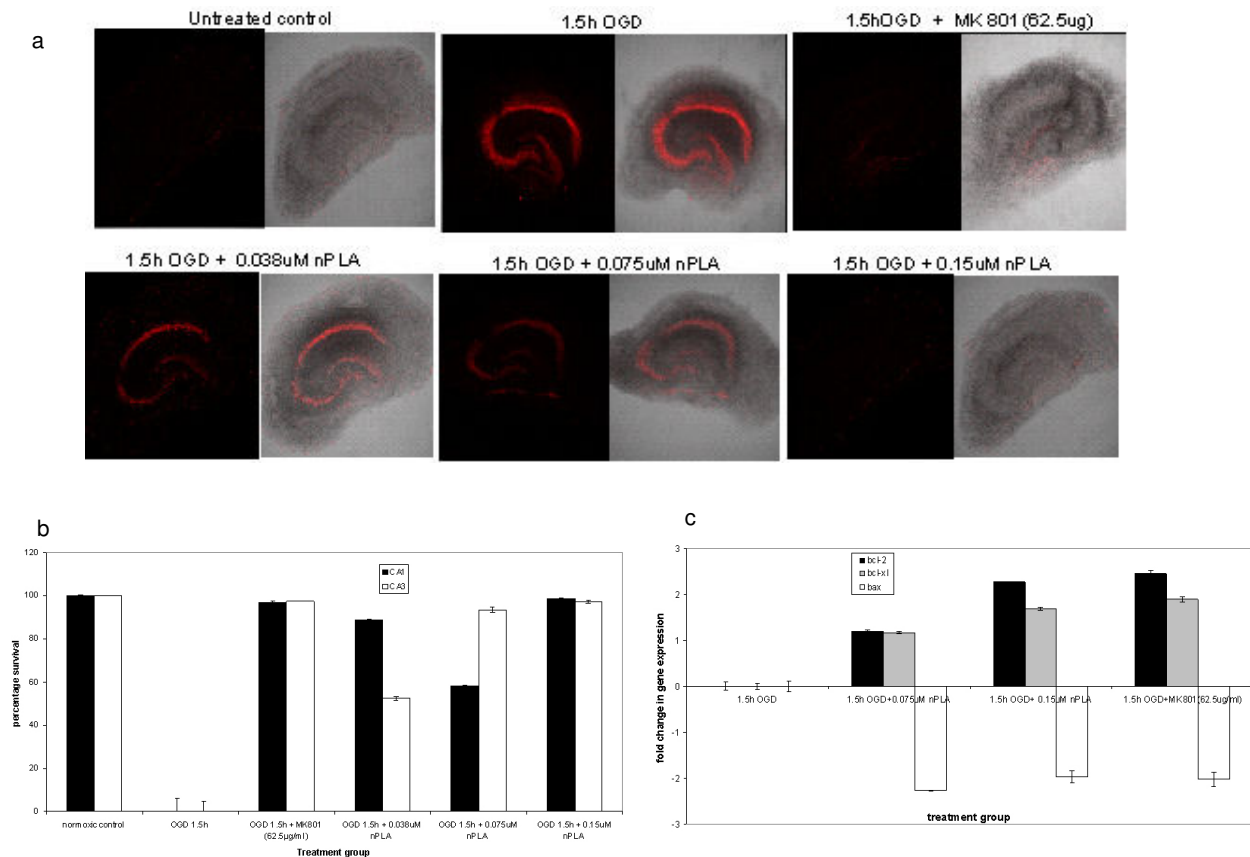 a
Untreated control
1.5h OGD
1.5hOGD + MK 801 (62.5ug)
1.5h OGD + 0.038uM nPLA
1.5h OGD + 0.075uM nPLA
1.5h OGD + 0.15uM nPLA
b
120
100
80
60
40
20
0
percentage survival
CA1
CA3
normoxic control
OGD 1.5h
OGD 1.5h + MK801
(62.5µg/ml)
OGD 1.5h + 0.038uM
nPLA
OGD 1.5h + 0.075uM
nPLA
OGD 1.5h + 0.15uM
nPLA
Treatment group
c
3
2
1
0
-1
-2
-3
fold change in gene expression
bcl-2
bcl-xl
bax
1.5h OGD
1.5h OGD+0.075uM nPLA
1.5h OGD+ 0.15uM nPLA
1.5h OGD+MK801(62.5ug/ml)
treatment group